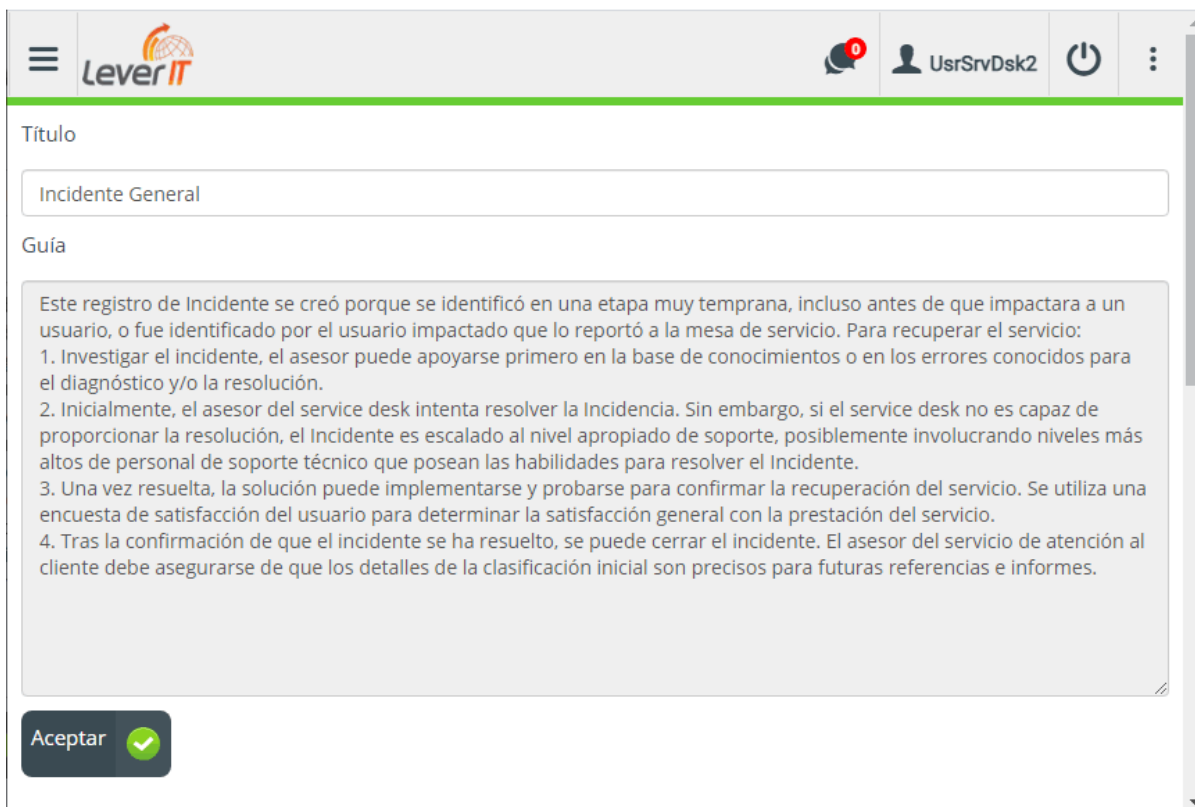 LeverIT
0
UsrSrvDsk2
Título
Incidente General
Guía
Este registro de Incidente se creó porque se identificó en una etapa muy temprana, incluso antes de que impactara a un
usuario, o fue identificado por el usuario impactado que lo reportó a la mesa de servicio. Para recuperar el servicio:
1. Investigar el incidente, el asesor puede apoyarse primero en la base de conocimientos o en los errores conocidos para
el diagnóstico y/o la resolución.
2. Inicialmente, el asesor del service desk intenta resolver la Incidencia. Sin embargo, si el service desk no es capaz de
proporcionar la resolución, el Incidente es escalado al nivel apropiado de soporte, posiblemente involucrando niveles más
altos de personal de soporte técnico que posean las habilidades para resolver el Incidente.
3. Una vez resuelta, la solución puede implementarse y probarse para confirmar la recuperación del servicio. Se utiliza una
encuesta de satisfacción del usuario para determinar la satisfacción general con la prestación del servicio.
4. Tras la confirmación de que el incidente se ha resuelto, se puede cerrar el incidente. El asesor del servicio de atención al
cliente debe asegurarse de que los detalles de la clasificación inicial son precisos para futuras referencias e informes.
Aceptar